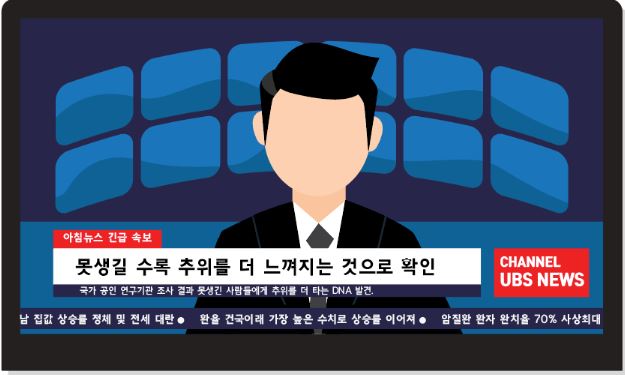 아침뉴스 긴급 속보
못생길 수록 추위를 더 느껴지는 것으로 확인
CHANNEL
UBS NEWS
국가 공인 연구기관 조사 결과 못생긴 사람들에게 추위를 더 타는 DNA 발견.
남 집값 상승률 정체 및 전세 대란 ● 환율 건국이래 가장 높은 수치로 상승률 이어져 ● 암질환 환자 완치율 70% 사상최대